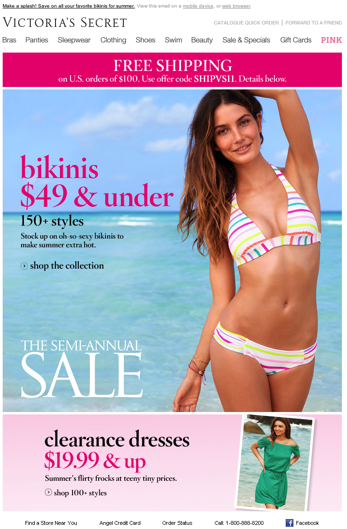 Make a splash! Save on all your favorite bikinis for summer. View this email on a mobile device, or web browser.
VICTORIA'S SECRET
CATALOGUE QUICK ORDER | FORWARD TO A FRIEND
Bras Panties Sleepwear Clothing Shoes Swim Beauty Sale & Specials Gift Cards PINK
FREE SHIPPING
on U.S. orders of $100. Use offer code SHIPVS11. Details below.
bikinis
$49 & under
150+ styles
Stock up on oh-so-sexy bikinis to
make summer extra hot.
shop the collection
THE SEMI-ANNUAL
SALE
clearance dresses
$19.99 & up
Summer's flirty frocks at teeny tiny prices.
shop 100+ styles
Find a Store Near You Angel Credit Card Order Status Call: 1-800-888-8200 Facebook